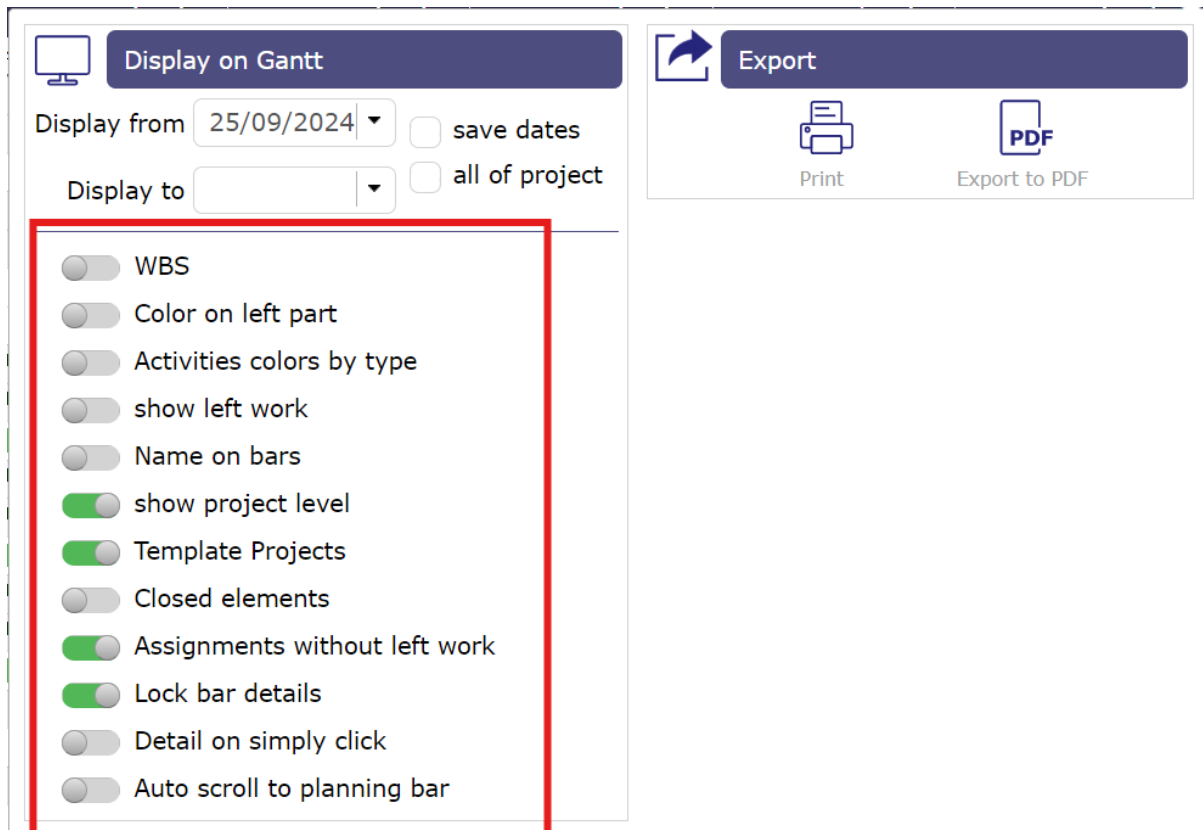 Display on Gantt
Display from 25/09/2024
save dates
Display to
all of project
WBS
Color on left part
Activities colors by type
show left work
Name on bars
show project level
Template Projects
Closed elements
Assignments without left work
Lock bar details
Detail on simply click
Auto scroll to planning bar
Export
PDF
Print
Export to PDF